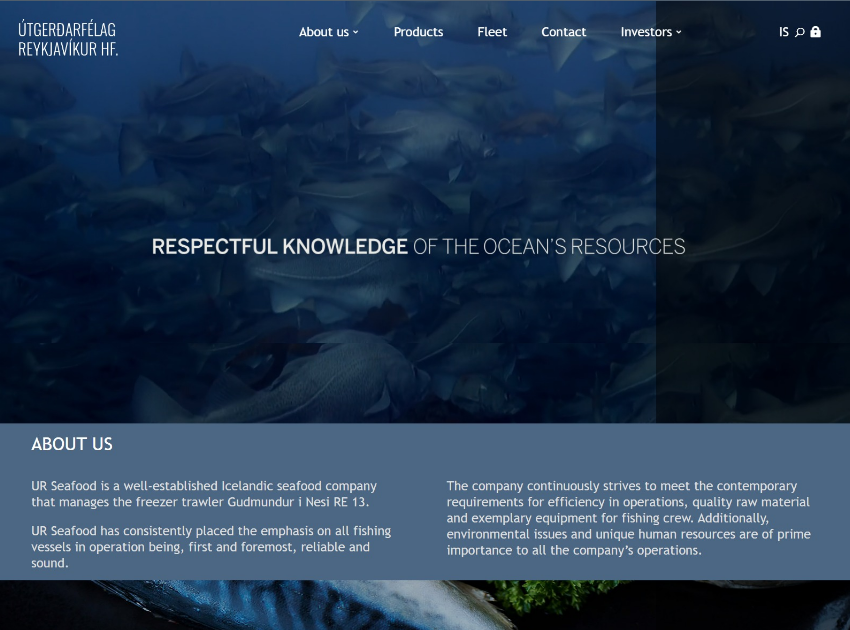 ÚTGERÐARFÉLAG
REYKJAVÍKUR HF.
About us
Products
Fleet
Contact
Investors
IS
RESPECTFUL KNOWLEDGE OF THE OCEAN'S RESOURCES
ABOUT US
UR Seafood is a well-established Icelandic seafood company
that manages the freezer trawler Gudmundur i Nesi RE 13.
UR Seafood has consistently placed the emphasis on all fishing
vessels in operation being, first and foremost, reliable and
sound.
The company continuously strives to meet the contemporary
requirements for efficiency in operations, quality raw material
and exemplary equipment for fishing crew. Additionally,
environmental issues and unique human resources are of prime
importance to all the company's operations.